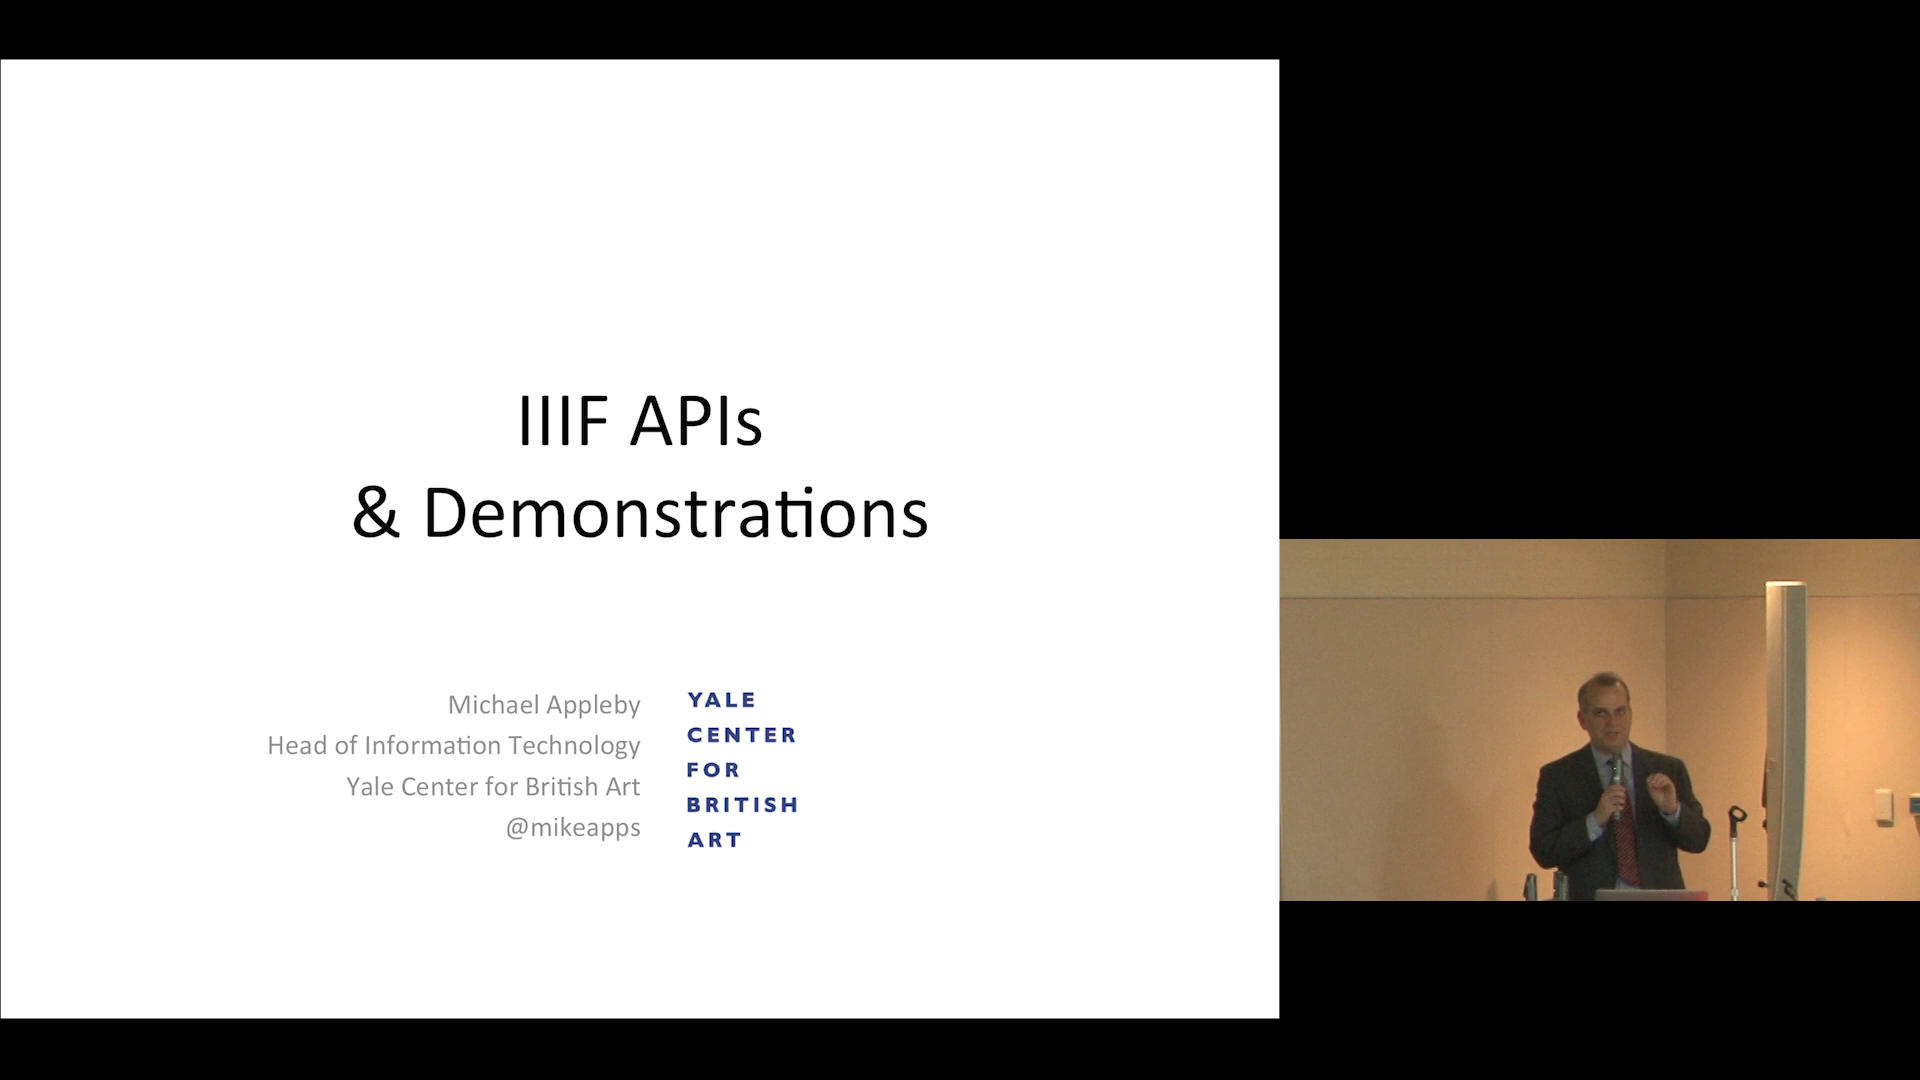 IIIF APIs
& Demonstrations
Michael Appleby
Head of Information Technology
Yale Center for British Art
@mikeapps
YALE
CENTER
FOR
BRITISH
ART